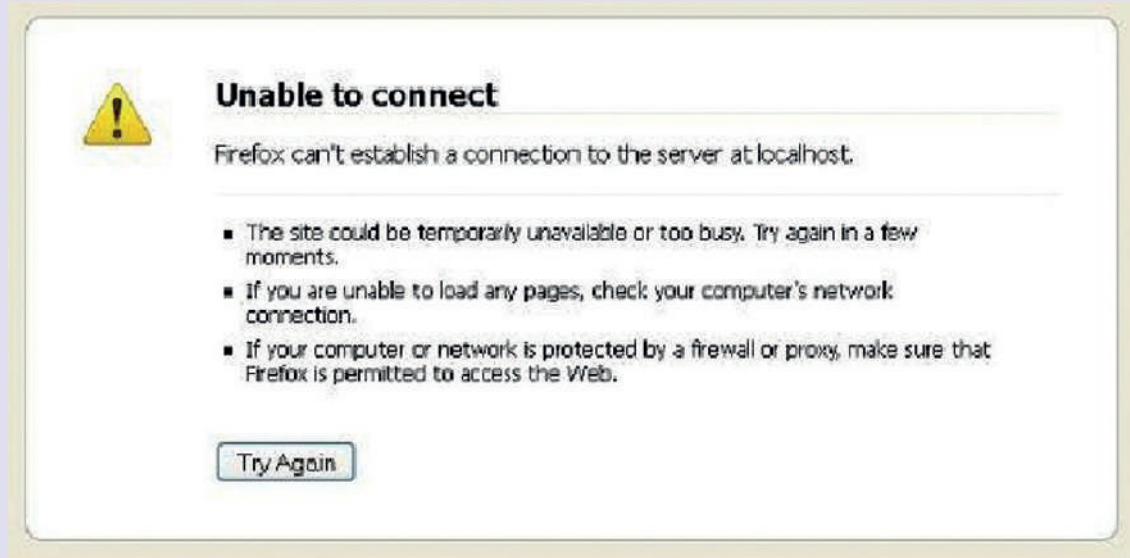 Unable to connect
Firefox can't establish a connection to the server at localhost.
▪ The site could be temporarily unavailable or too busy. Try again in a few
moments.
▪ If you are unable to load any pages, check your computer's network
connection.
▪ If your computer or network is protected by a firewall or proxy, make sure that
Firefox is permitted to access the Web.
Try Again